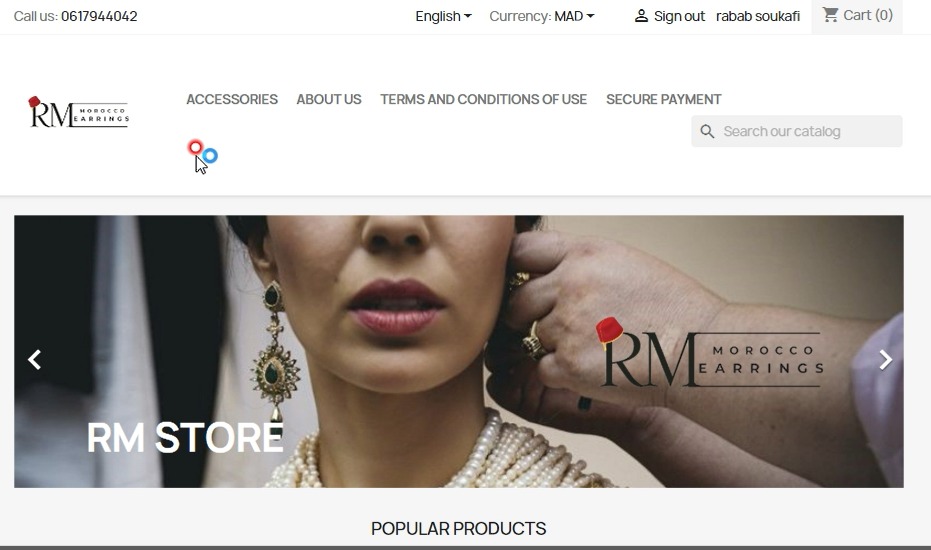 Call us: 0617944042 English Currency: MAD Sign out rabab soukafi Cart (0)
RM MOROCCO EARRINGS
ACCESSORIES ABOUT US TERMS AND CONDITIONS OF USE SECURE PAYMENT
Search our catalog
RM MOROCCO EARRINGS
RM STORE
POPULAR PRODUCTS